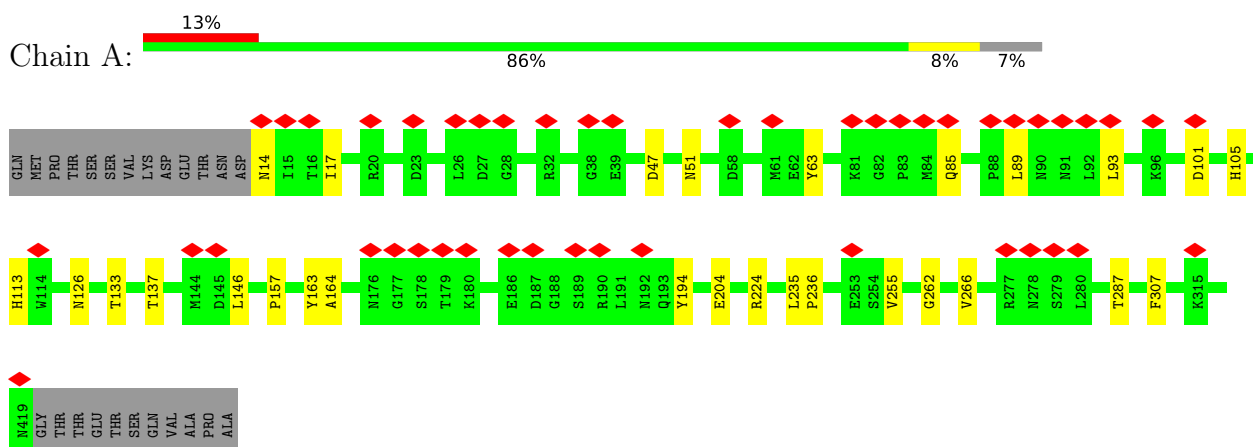 13%
Chain A:
86% 8% 7%
GLN MET PRO THR SER SER VAL LYS ASP GLU THR ASN ASP N14 I15 T16 I17 R20 D23 L26 D27 G28 R32 G38 E39 D47 N51 D58 M61 E62 Y63 K81 G82 P83 M84 Q85 P88 L89 N90 N91 L92 L93 K96 D101 H105
H113 W114 N126 T133 T137 M144 D145 L146 P157 Y163 A164 N176 G177 S178 T179 K180 E186 D187 G188 S189 R190 L191 N192 Q193 Y194 E204 R224 L235 P236 E253 S254 V255 G262 V266 R277 N278 S279 L280 T287 F307 K315
N419 GLY THR THR GLU THR SER GLN VAL ALA PRO ALA